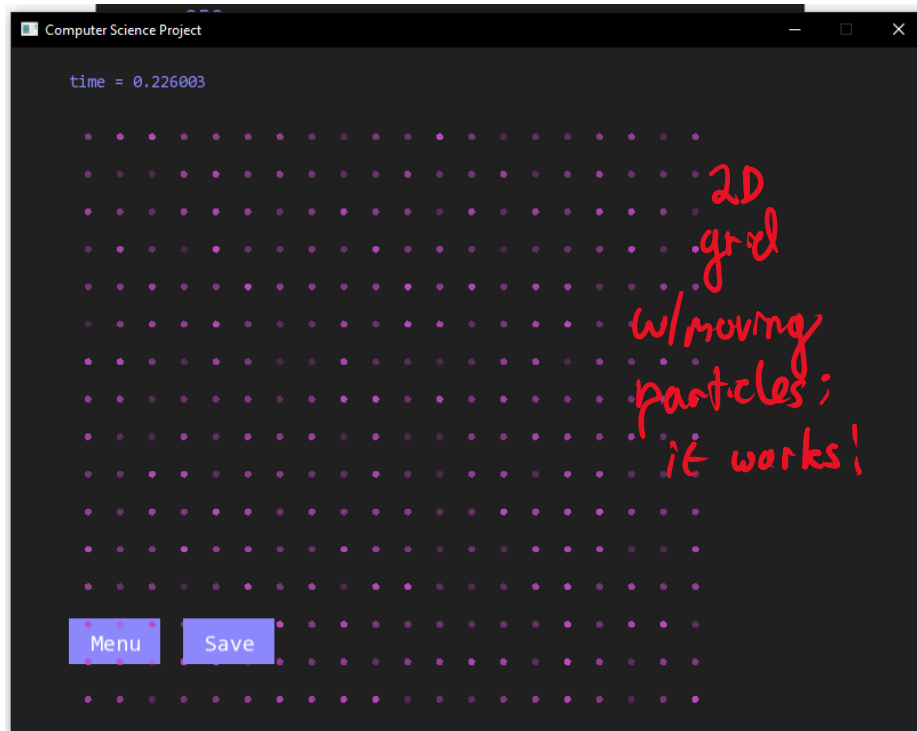 Computer Science Project
time = 0.226003
2D
grid
w/moving
particles;
it works!
Menu
Save